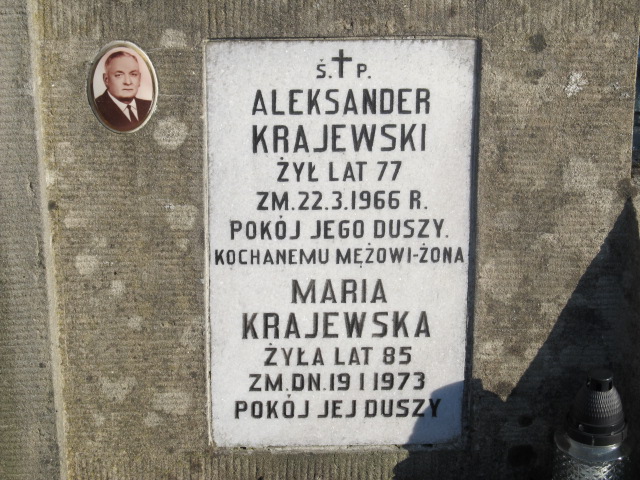 Ś.✝P.
ALEKSANDER
KRAJEWSKI
ŻYŁ LAT 77
ZM.22.3.1966 R.
POKÓJ JEGO DUSZY.
KOCHANEMU MĘŻOWI-ŻONA
MARIA
KRAJEWSKA
ŻYŁA LAT 85
ZM.DN.19 I 1973
POKÓJ JEJ DUSZY